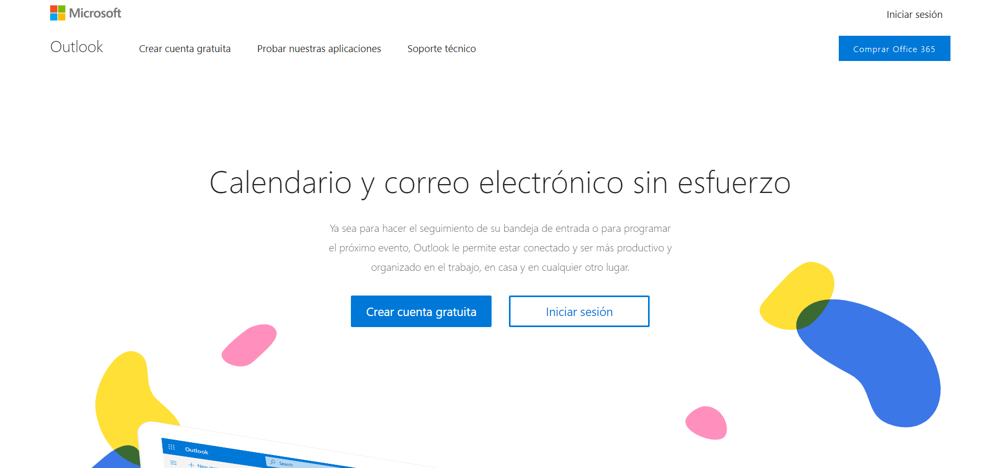 Microsoft
Iniciar sesión
Outlook
Crear cuenta gratuita
Probar nuestras aplicaciones
Soporte técnico
Comprar Office 365
Calendario y correo electrónico sin esfuerzo
Ya sea para hacer el seguimiento de su bandeja de entrada o para programar
el próximo evento, Outlook le permite estar conectado y ser más productivo y
organizado en el trabajo, en casa y en cualquier otro lugar.
Crear cuenta gratuita
Iniciar sesión
Outlook
Search
New